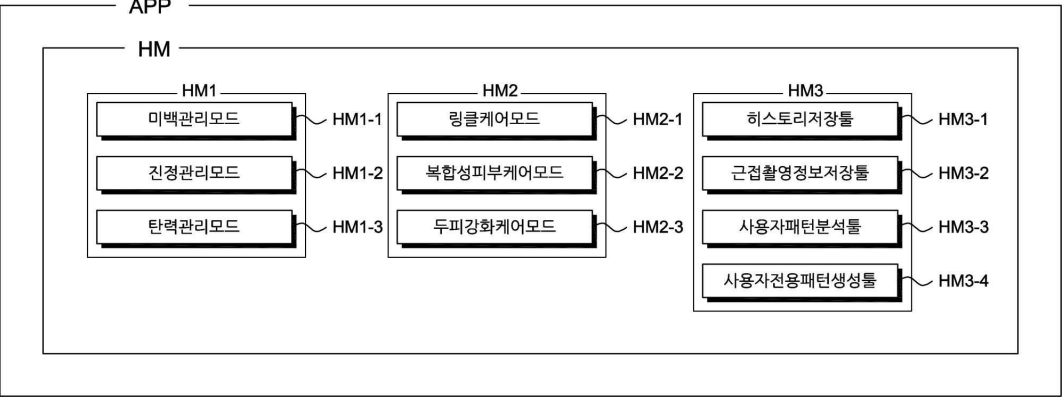 APP
HM
HM1
미백관리모드 HM1-1
진정관리모드 HM1-2
탄력관리모드 HM1-3
HM2
링클케어모드 HM2-1
복합성피부케어모드 HM2-2
두피강화케어모드 HM2-3
HM3
히스토리저장툴 HM3-1
근접촬영정보저장툴 HM3-2
사용자패턴분석툴 HM3-3
사용자전용패턴생성툴 HM3-4